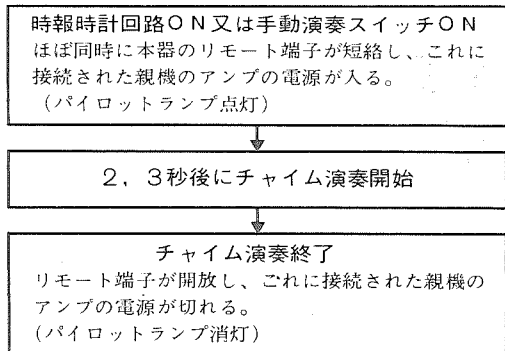 時報時計回路ON又は手動演奏スイッチON
ほぼ同時に本器のリモート端子が短絡し、これに
接続された親機のアンプの電源が入る。
(パイロットランプ点灯)
2，3秒後にチャイム演奏開始
チャイム演奏終了
リモート端子が開放し、これに接続された親機の
アンプの電源が切れる。
(パイロットランプ消灯)